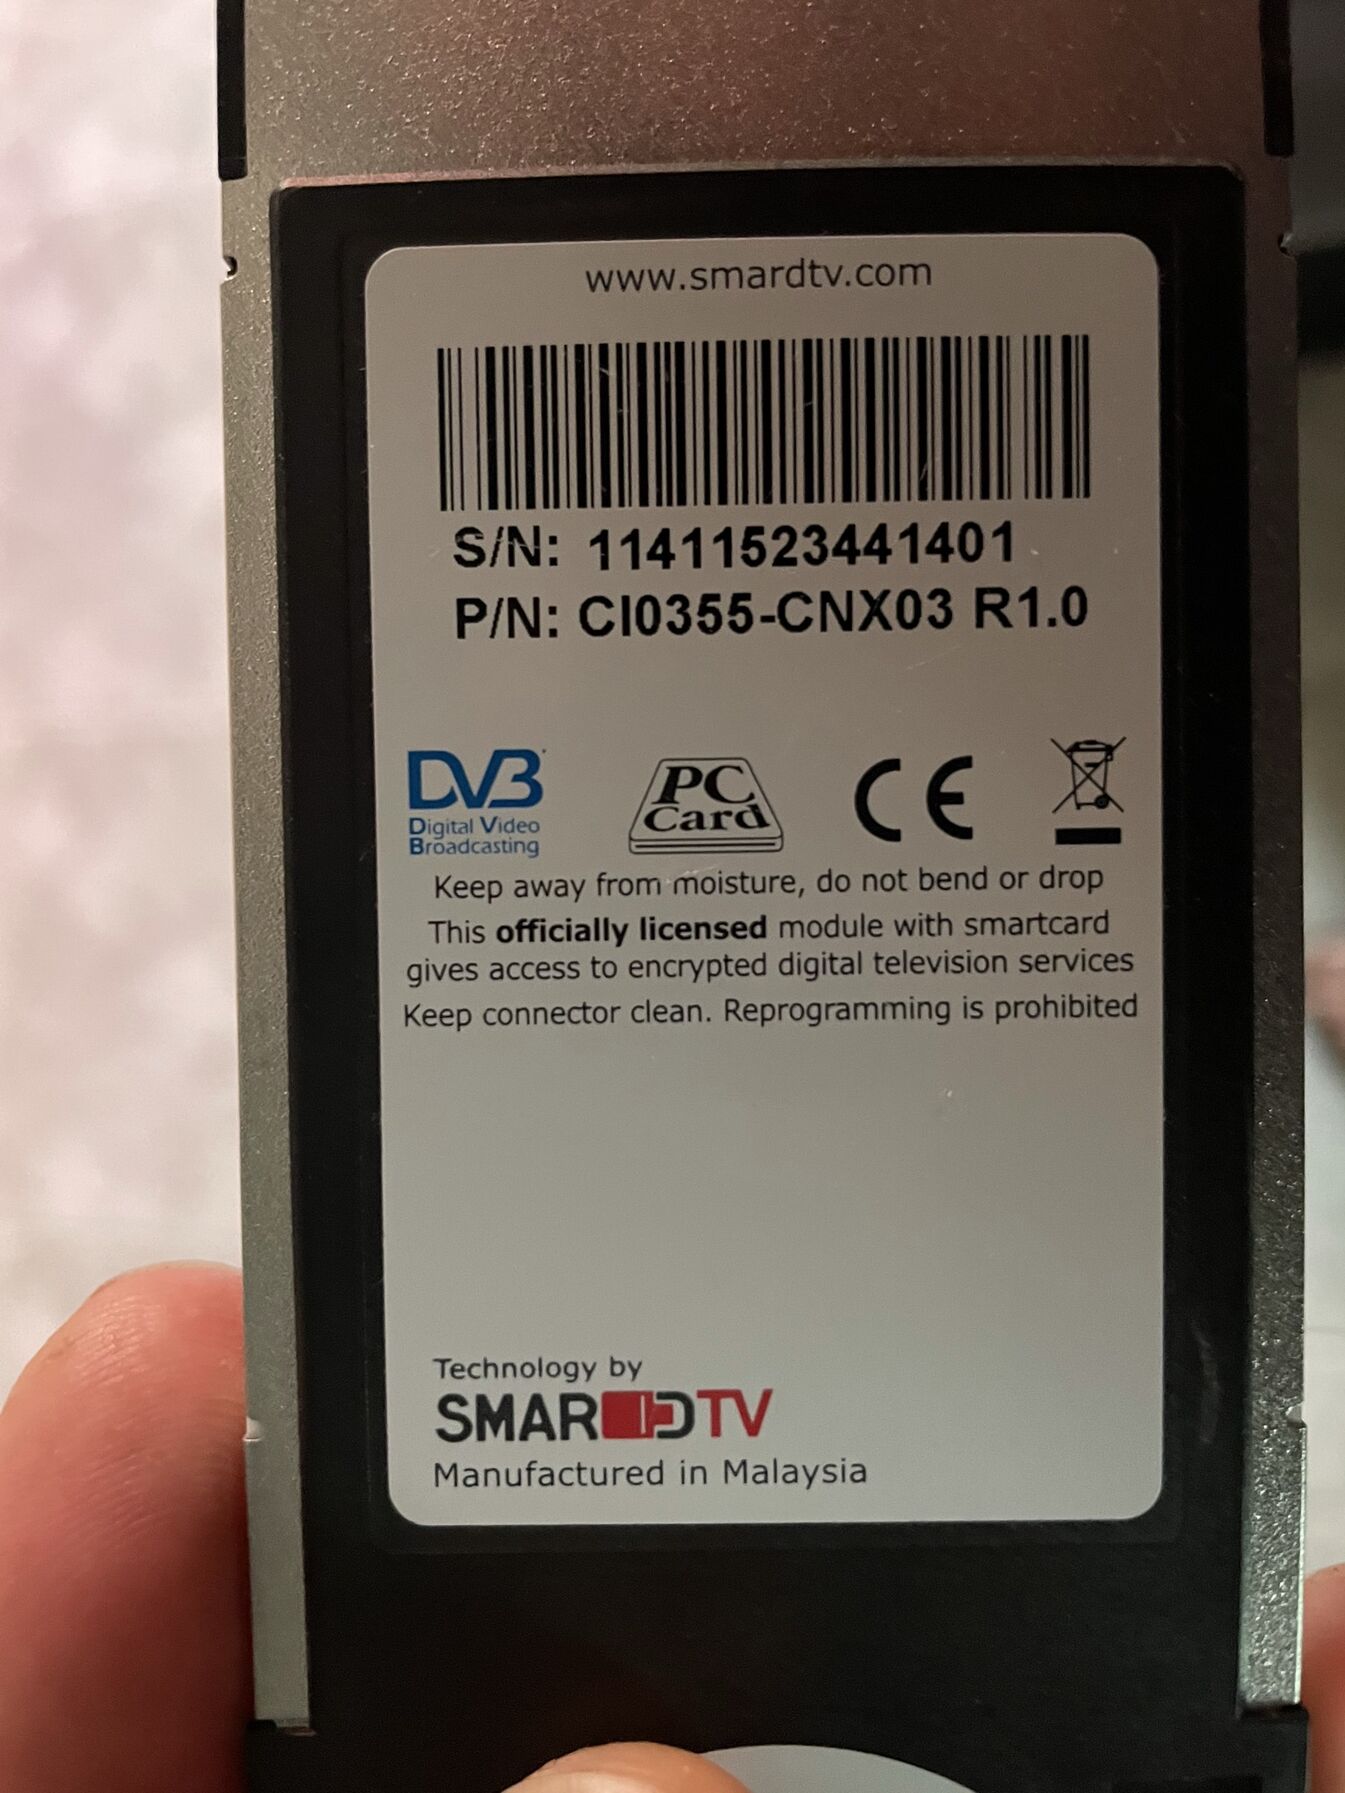 www.smardtv.com
S/N: 11411523441401
P/N: CI0355-CNX03 R1.0
DVB
Digital Video
Broadcasting
PC
Card
CE
Keep away from moisture, do not bend or drop
This officially licensed module with smartcard
gives access to encrypted digital television services
Keep connector clean. Reprogramming is prohibited
Technology by
SMARDTV
Manufactured in Malaysia